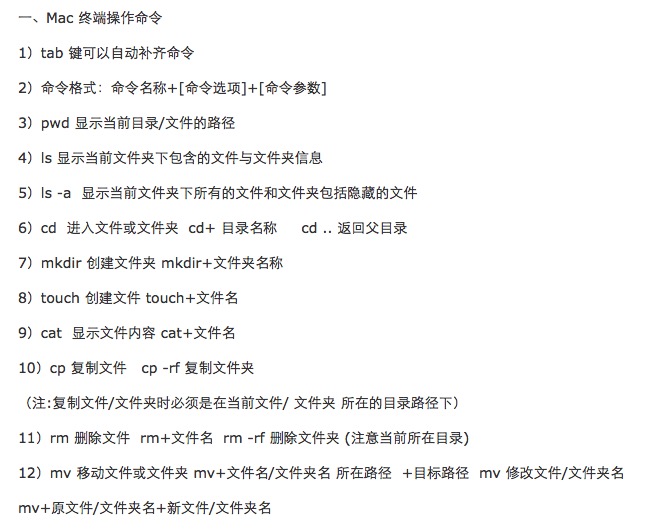 一、Mac 终端操作命令
1）tab 键可以自动补齐命令
2）命令格式：命令名称+[命令选项]+[命令参数]
3）pwd 显示当前目录/文件的路径
4）ls 显示当前文件夹下包含的文件与文件夹信息
5）ls -a  显示当前文件夹下所有的文件和文件夹包括隐藏的文件
6）cd  进入文件或文件夹  cd+ 目录名称     cd .. 返回父目录
7）mkdir 创建文件夹 mkdir+文件夹名称
8）touch 创建文件 touch+文件名
9）cat  显示文件内容 cat+文件名
10）cp 复制文件   cp -rf 复制文件夹
（注:复制文件/文件夹时必须是在当前文件/ 文件夹 所在的目录路径下）
11）rm 删除文件  rm+文件名  rm -rf 删除文件夹 (注意当前所在目录)
12）mv 移动文件或文件夹 mv+文件名/文件夹名 所在路径  +目标路径  mv 修改文件/文件夹名
mv+原文件/文件夹名+新文件/文件夹名